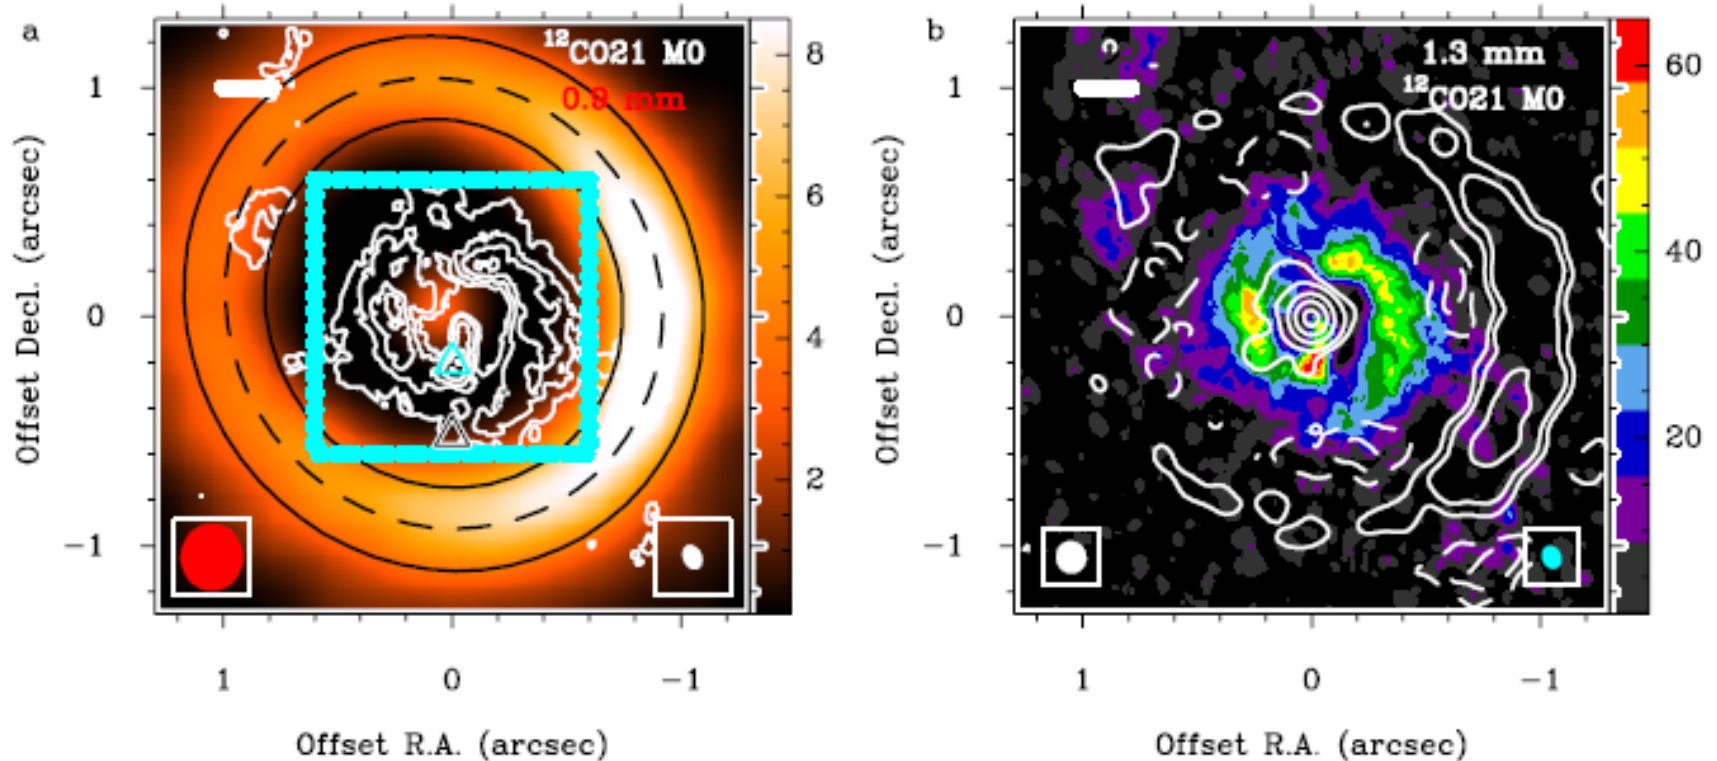 a
¹²CO21 M0
0.9 mm
8
6
4
2
1
0
−1
1
0
−1
Offset Decl. (arcsec)
Offset R.A. (arcsec)
b
1.3 mm
¹²CO21 M0
60
40
20
1
0
−1
1
0
−1
Offset Decl. (arcsec)
Offset R.A. (arcsec)